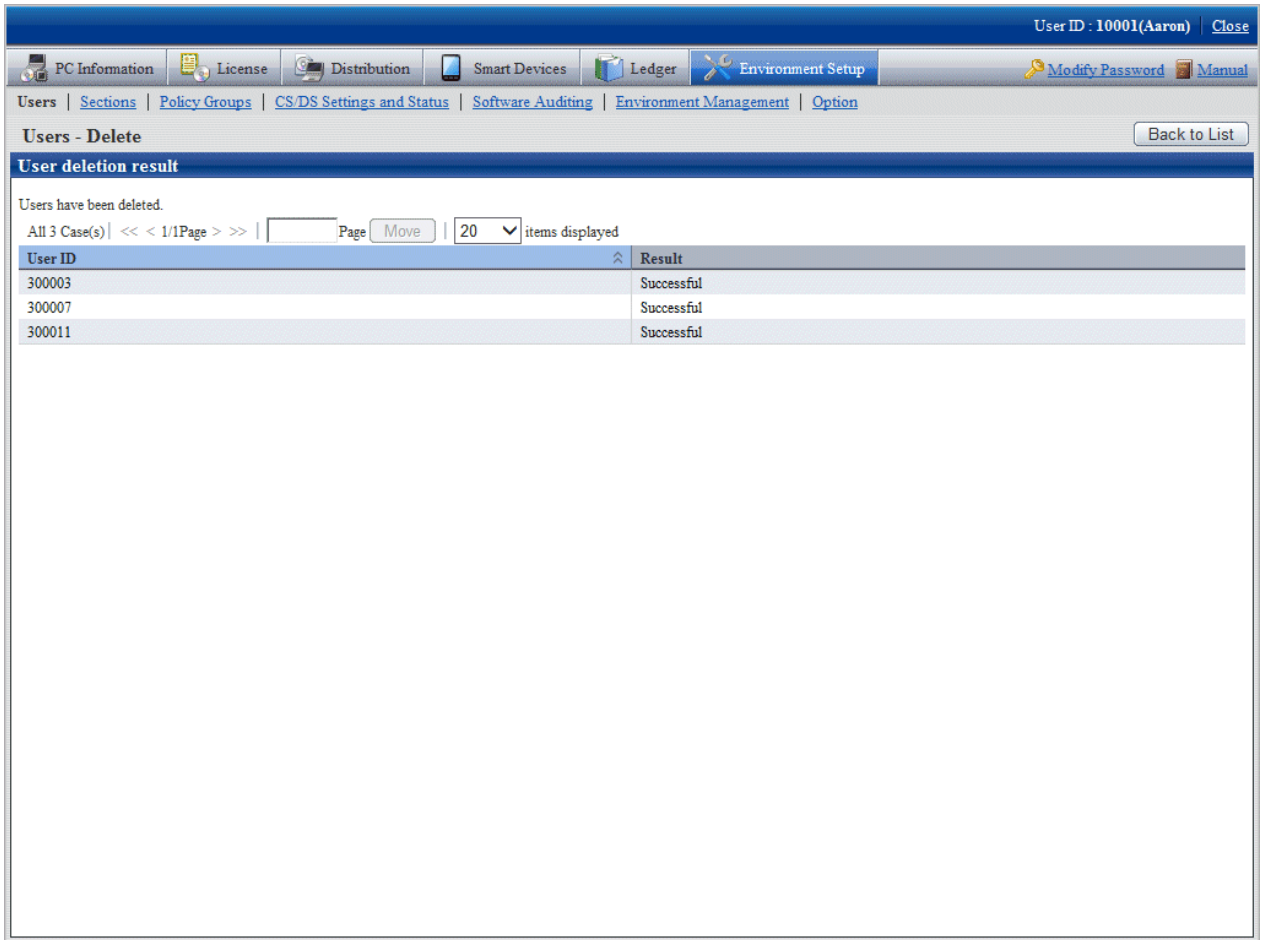 User ID : 10001(Aaron) | Close
PC Information License Distribution Smart Devices Ledger Environment Setup Modify Password Manual
Users | Sections | Policy Groups | CS/DS Settings and Status | Software Auditing | Environment Management | Option
Users - Delete Back to List
User deletion result
Users have been deleted.
All 3 Case(s) | << < 1/1Page > >> | Page Move | 20 items displayed
User ID Result
300003 Successful
300007 Successful
300011 Successful